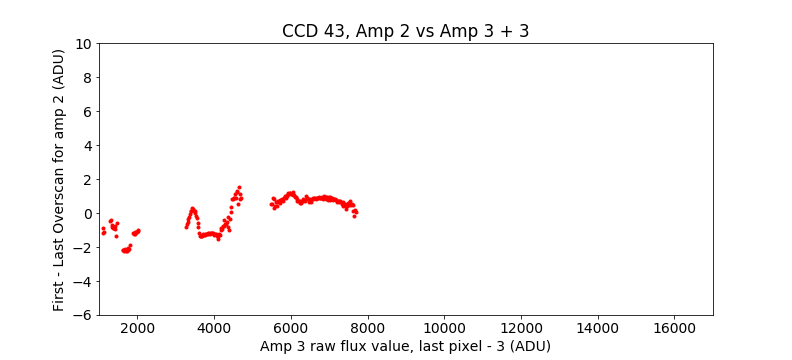 CCD 43, Amp 2 vs Amp 3 + 3
First - Last Overscan for amp 2 (ADU)
10
8
6
4
2
0
−2
−4
−6
2000 4000 6000 8000 10000 12000 14000 16000
Amp 3 raw flux value, last pixel - 3 (ADU)